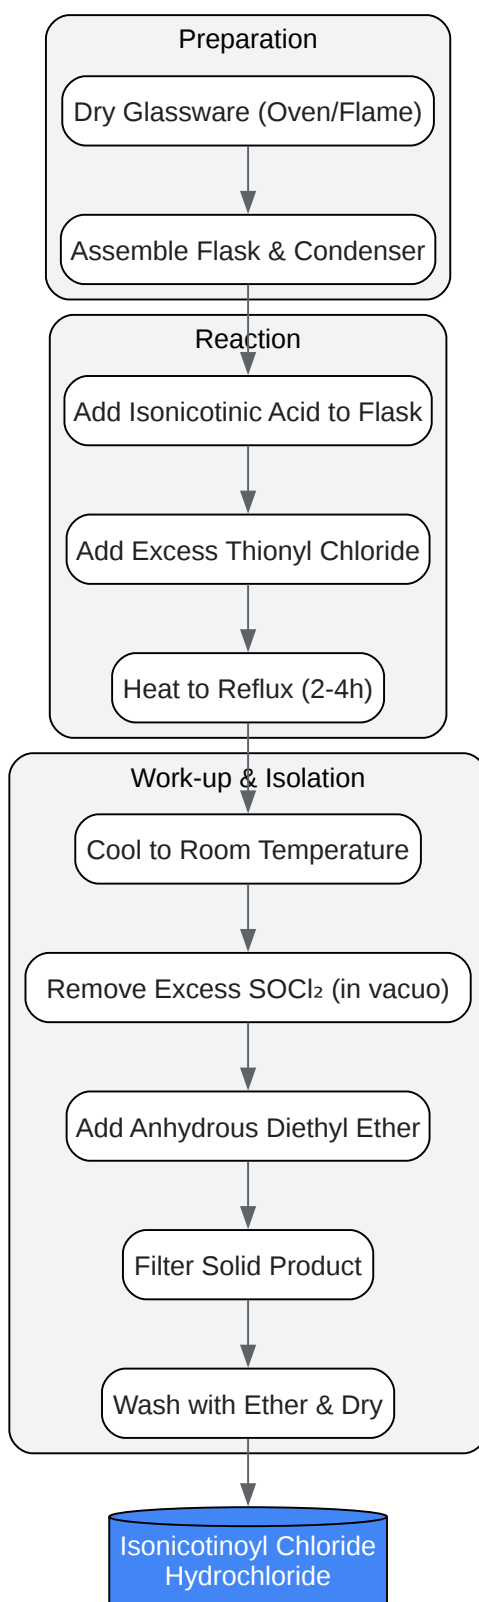 Preparation
Dry Glassware (Oven/Flame)
Assemble Flask & Condenser
Reaction
Add Isonicotinic Acid to Flask
Add Excess Thionyl Chloride
Heat to Reflux (2-4h)
Work-up & Isolation
Cool to Room Temperature
Remove Excess SOCl₂ (in vacuo)
Add Anhydrous Diethyl Ether
Filter Solid Product
Wash with Ether & Dry
Isonicotinoyl Chloride
Hydrochloride